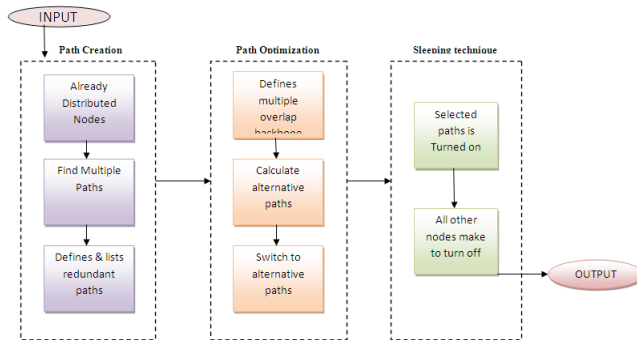 INPUT
Path Creation
Already
Distributed
Nodes
Find Multiple
Paths
Defines & lists
redundant
paths
Path Optimization
Defines
multiple
overlap
backbone
Calculate
alternative
paths
Switch to
alternative
paths
Sleeping technique
Selected
paths is
Turned on
All other
nodes make
to turn off
OUTPUT